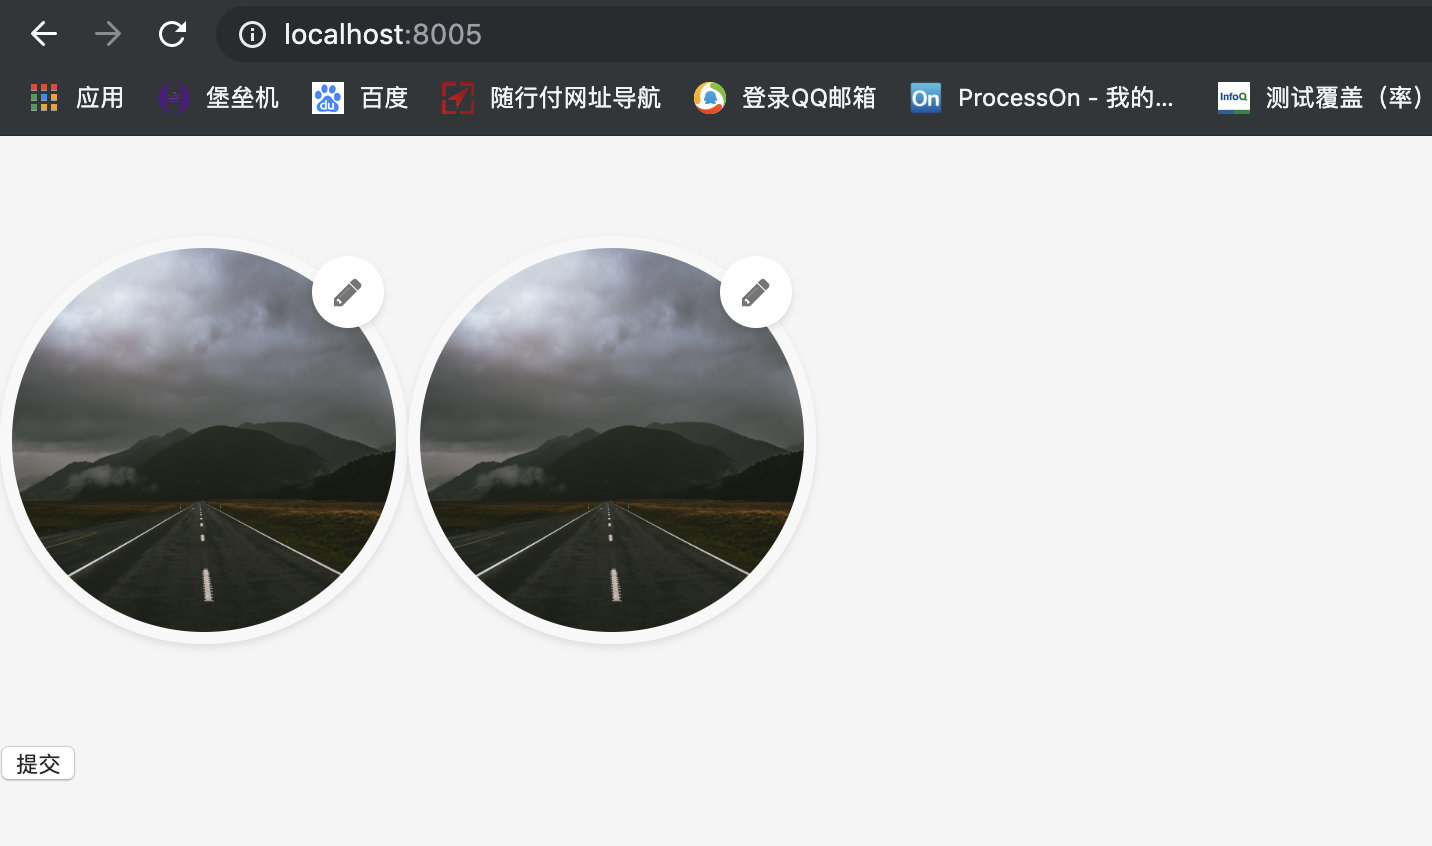 localhost:8005
应用 堡垒机 du 百度 随行付网址导航 登录QQ邮箱 On ProcessOn - 我的... InfoQ 测试覆盖（率）
提交